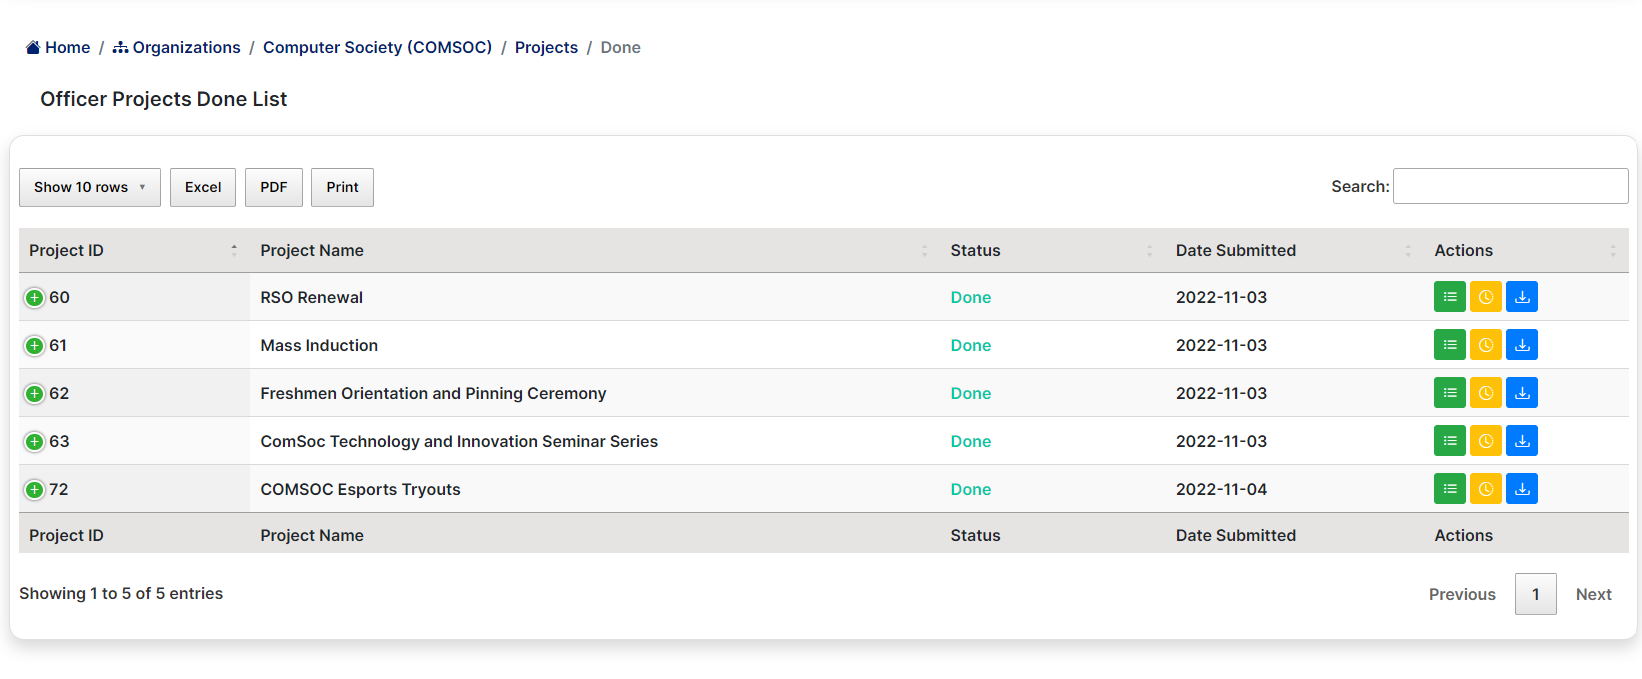 Home / Organizations / Computer Society (COMSOC) / Projects / Done
Officer Projects Done List
Show 10 rows Excel PDF Print Search:
Project ID Project Name Status Date Submitted Actions
60 RSO Renewal Done 2022-11-03
61 Mass Induction Done 2022-11-03
62 Freshmen Orientation and Pinning Ceremony Done 2022-11-03
63 ComSoc Technology and Innovation Seminar Series Done 2022-11-03
72 COMSOC Esports Tryouts Done 2022-11-04
Project ID Project Name Status Date Submitted Actions
Showing 1 to 5 of 5 entries Previous 1 Next